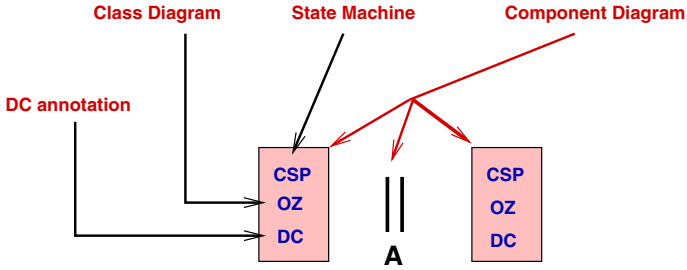 Class Diagram
State Machine
Component Diagram
DC annotation
CSP
OZ
DC
A
CSP
OZ
DC